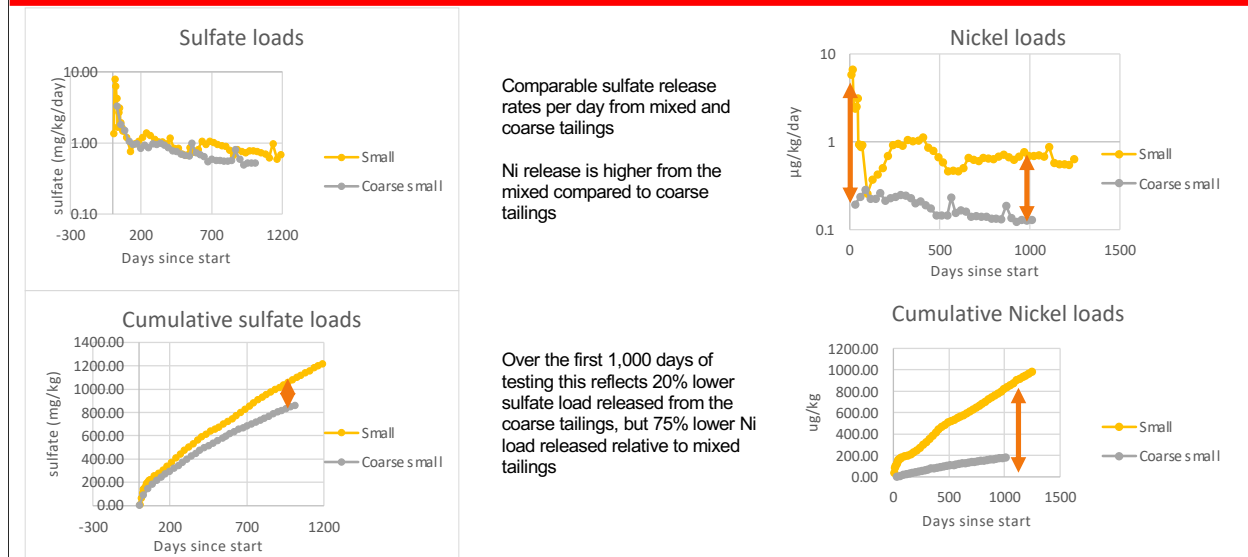 Sulfate loads
10.00
1.00
0.10
-300
200
700
1200
sulfate (mg/kg/day)
Days since start
Small
Coarse small
Comparable sulfate release
rates per day from mixed and
coarse tailings
Ni release is higher from the
mixed compared to coarse
tailings
Nickel loads
10
1
0.1
0
500
1000
1500
µg/kg/day
Days sinse start
Small
Coarse small
Cumulative sulfate loads
1400.00
1200.00
1000.00
800.00
600.00
400.00
200.00
0.00
-300
200
700
1200
sulfate (mg/kg)
Days since start
Small
Coarse small
Over the first 1,000 days of
testing this reflects 20% lower
sulfate load released from the
coarse tailings, but 75% lower Ni
load released relative to mixed
tailings
Cumulative Nickel loads
1200.00
1000.00
800.00
600.00
400.00
200.00
0.00
0
500
1000
1500
ug/kg
Days sinse start
Small
Coarse small